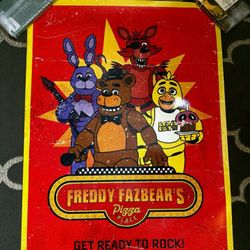 FREDDY FAZBEAR'S
Pizza
PLACE
GET READY TO ROCK!